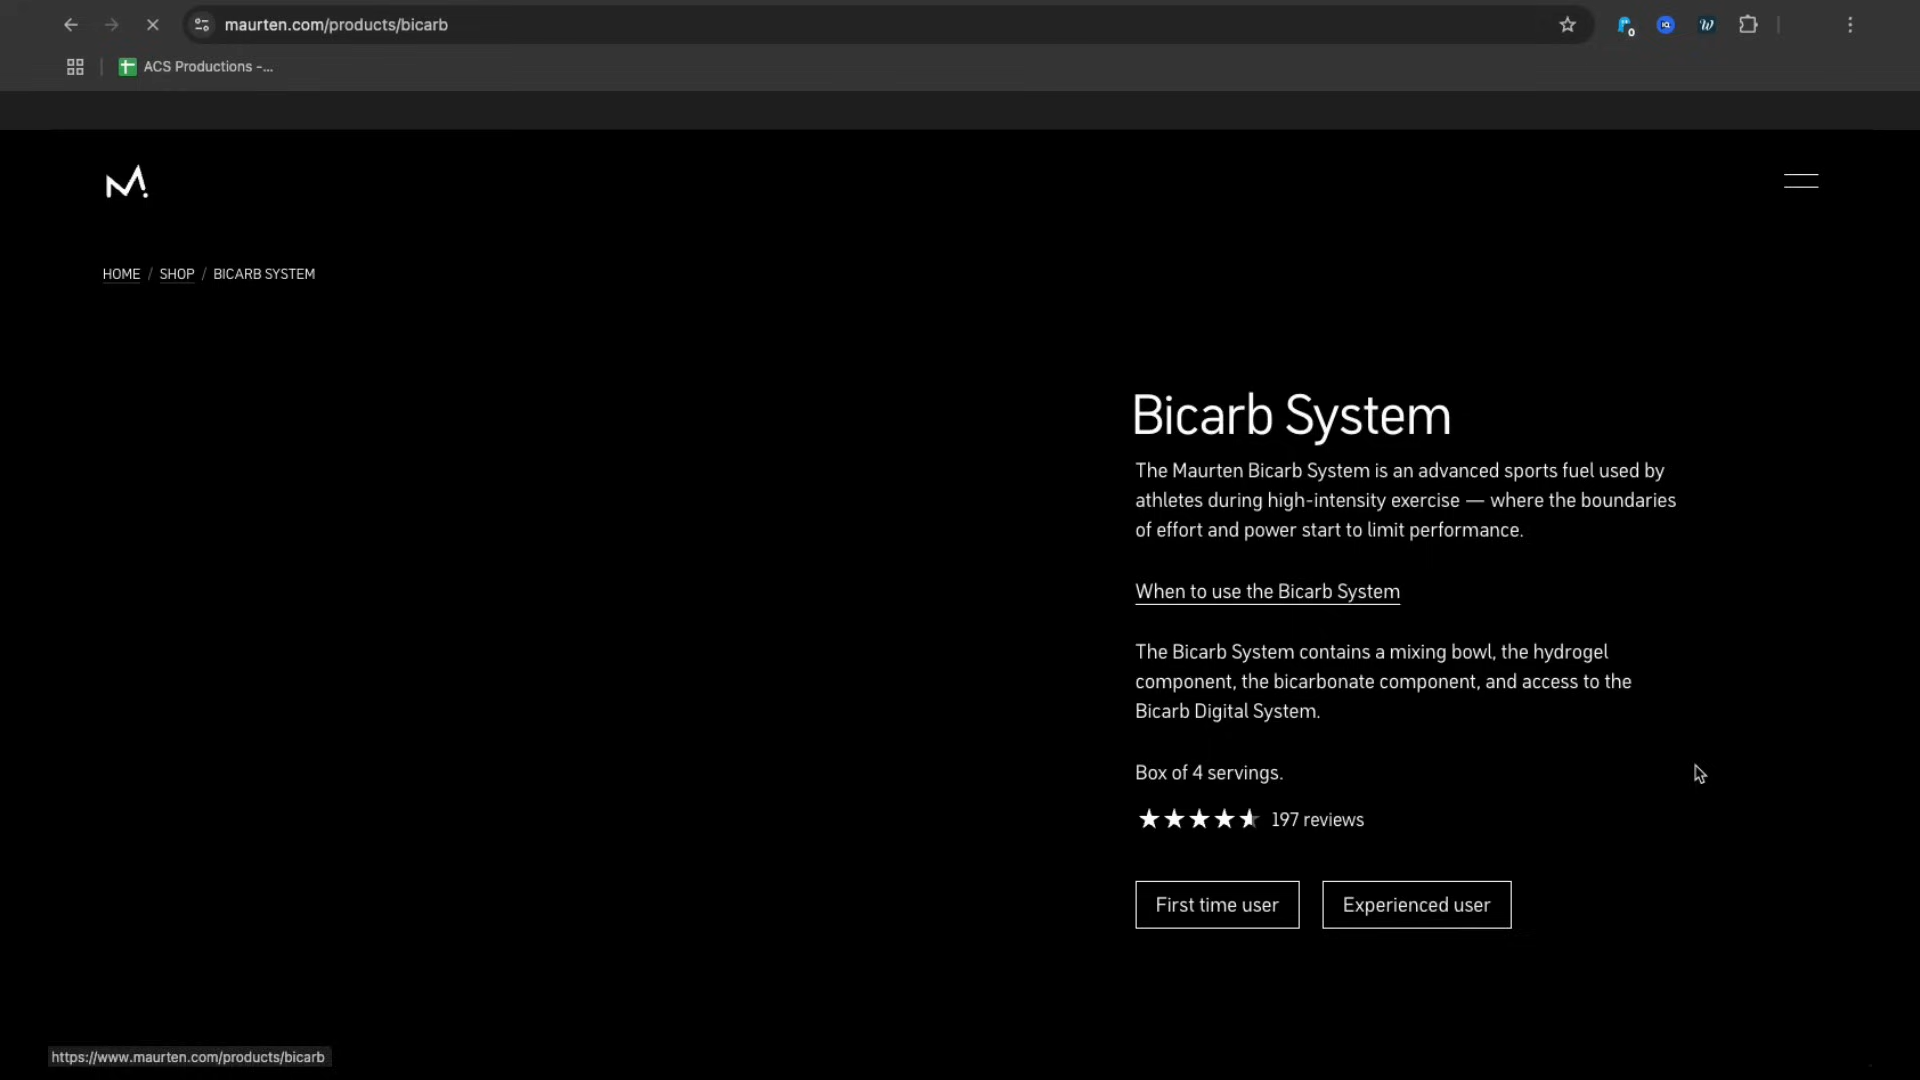 maurten.com/products/bicarb
ACS Productions -...
HOME / SHOP / BICARB SYSTEM
Bicarb System
The Maurten Bicarb System is an advanced sports fuel used by
athletes during high-intensity exercise — where the boundaries
of effort and power start to limit performance.
When to use the Bicarb System
The Bicarb System contains a mixing bowl, the hydrogel
component, the bicarbonate component, and access to the
Bicarb Digital System.
Box of 4 servings.
197 reviews
First time user
Experienced user
https://www.maurten.com/products/bicarb